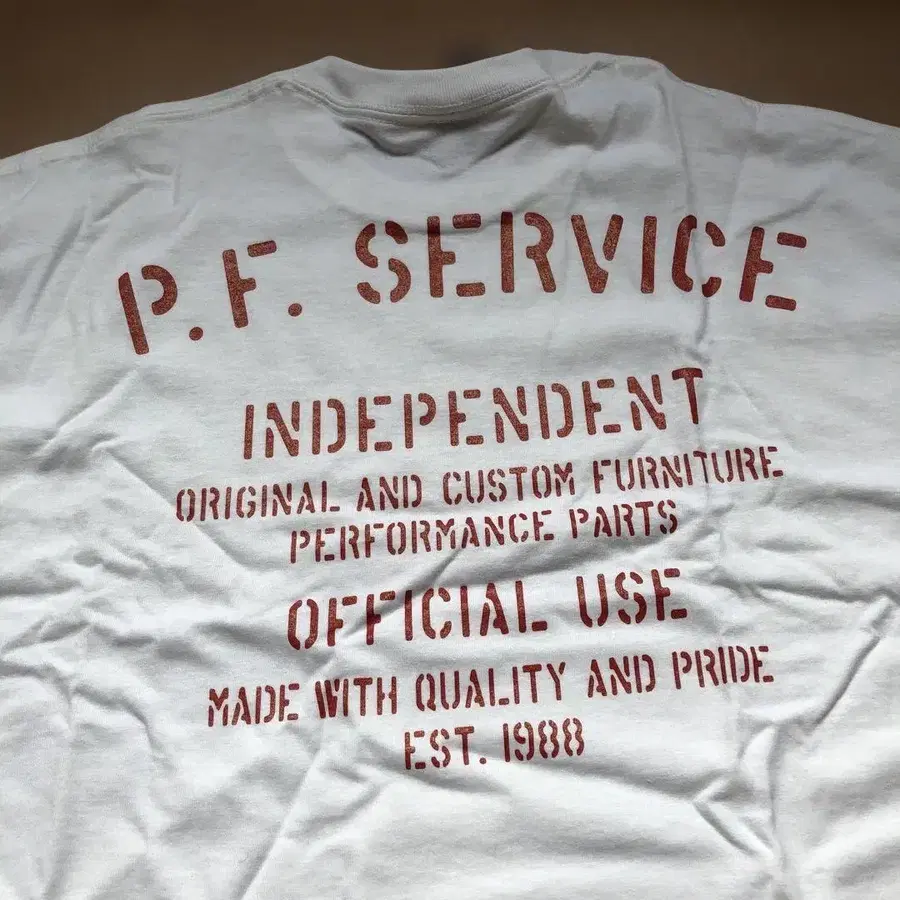 P.F. SERVICE
INDEPENDENT
ORIGINAL AND CUSTOM FURNITURE
PERFORMANCE PARTS
OFFICIAL USE
MADE WITH QUALITY AND PRIDE
EST. 1988